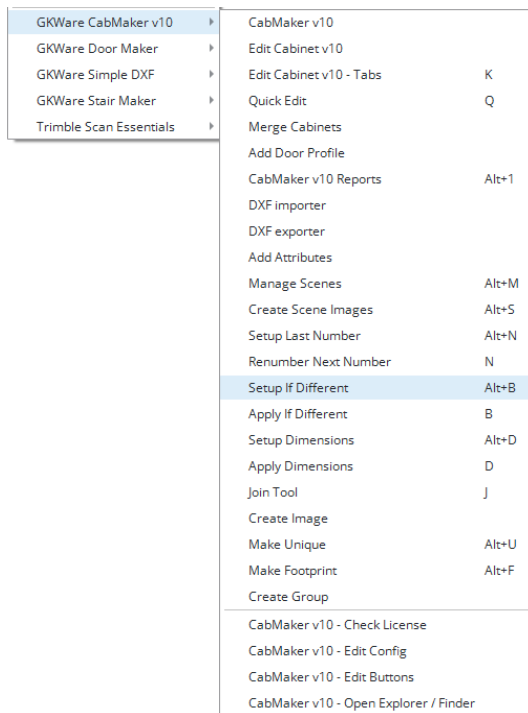 GKWare CabMaker v10
GKWare Door Maker
GKWare Simple DXF
GKWare Stair Maker
Trimble Scan Essentials
CabMaker v10
Edit Cabinet v10
Edit Cabinet v10 - Tabs K
Quick Edit Q
Merge Cabinets
Add Door Profile
CabMaker v10 Reports Alt+1
DXF importer
DXF exporter
Add Attributes
Manage Scenes Alt+M
Create Scene Images Alt+S
Setup Last Number Alt+N
Renumber Next Number N
Setup If Different Alt+B
Apply If Different B
Setup Dimensions Alt+D
Apply Dimensions D
Join Tool J
Create Image
Make Unique Alt+U
Make Footprint Alt+F
Create Group
CabMaker v10 - Check License
CabMaker v10 - Edit Config
CabMaker v10 - Edit Buttons
CabMaker v10 - Open Explorer / Finder